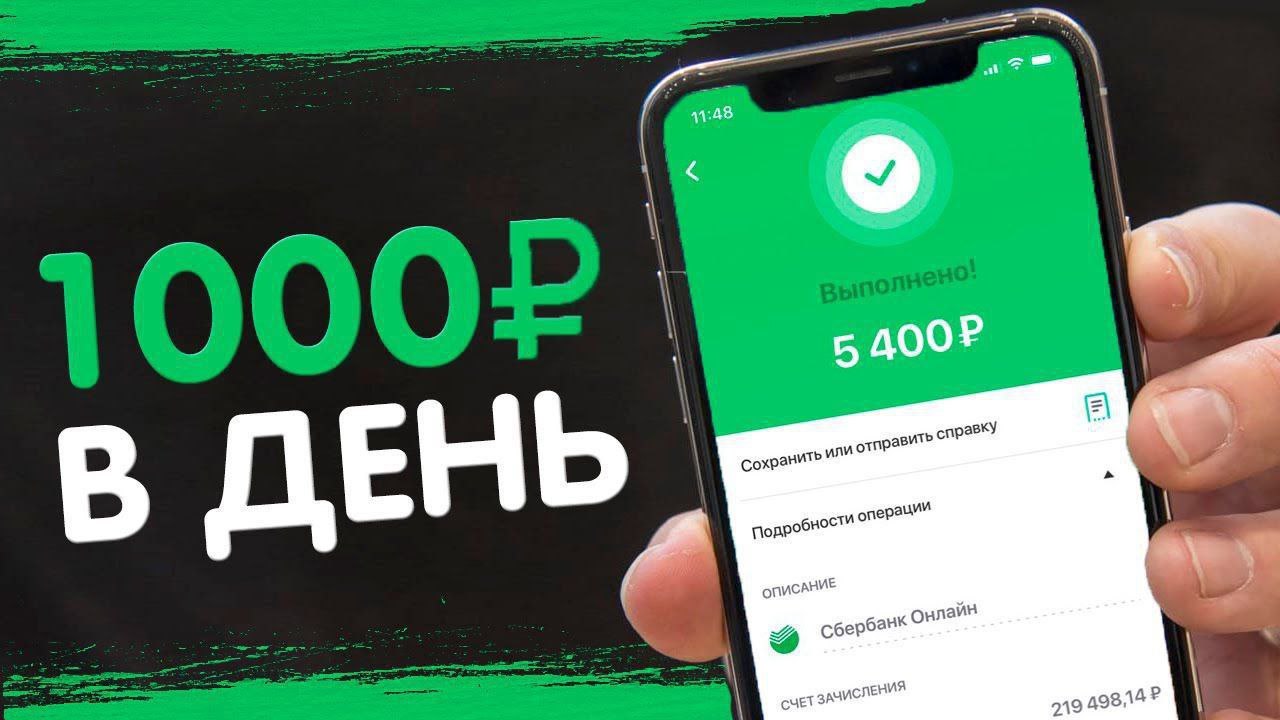 1000₽
В ДЕНЬ
11:48
Выполнено!
5 400 ₽
Сохранить или отправить справку
Подробности операции
ОПИСАНИЕ
Сбербанк Онлайн
СЧЕТ ЗАЧИСЛЕНИЯ
219 498,14 ₽